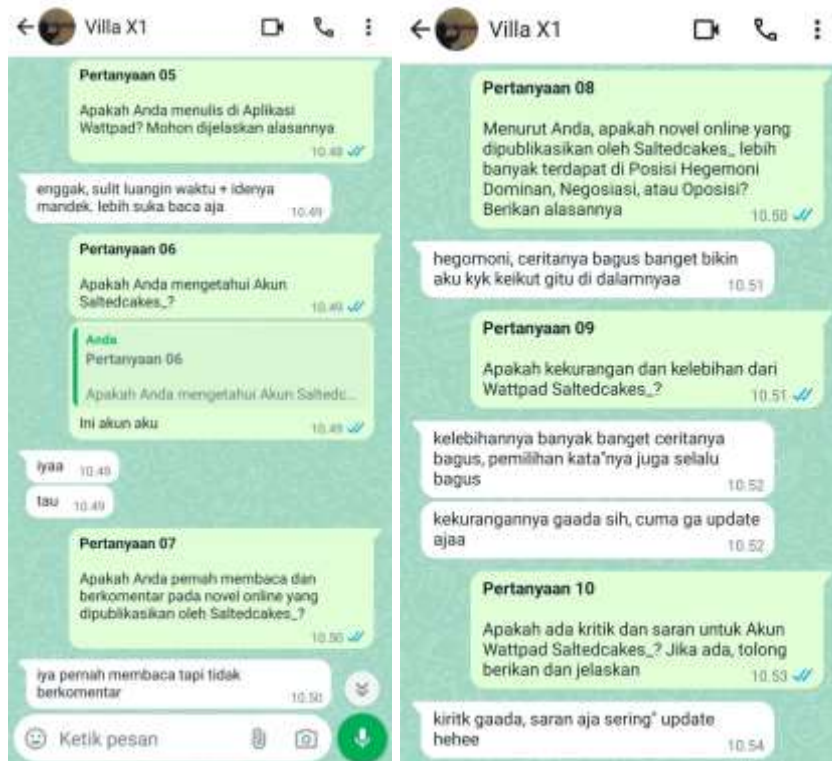 Villa X1
Pertanyaan 05
Apakah Anda menulis di Aplikasi
Wattpad? Mohon dijelaskan alasannya
10.48
enggak, sulit luangin waktu + idenya
mandek. lebih suka baca aja
10.49
Pertanyaan 06
Apakah Anda mengetahui Akun
Saltedcakes_?
10.49
Anda
Pertanyaan 06
Apakah Anda mengetahui Akun Saltedc...
Ini akun aku
10.49
iyaa
10.49
tau
10.49
Pertanyaan 07
Apakah Anda pernah membaca dan
berkomentar pada novel online yang
dipublikasikan oleh Saltedcakes_?
10.50
iya pernah membaca tapi tidak
berkomentar
10.50
Ketik pesan
Villa X1
Pertanyaan 08
Menurut Anda, apakah novel online yang
dipublikasikan oleh Saltedcakes_ lebih
banyak terdapat di Posisi Hegemoni
Dominan, Negosiasi, atau Oposisi?
Berikan alasannya
10.50
hegomoni, ceritanya bagus banget bikin
aku kyk keikut gitu di dalamnyaa
10.51
Pertanyaan 09
Apakah kekurangan dan kelebihan dari
Wattpad Saltedcakes_?
10.51
kelebihannya banyak banget ceritanya
bagus, pemilihan kata"nya juga selalu
bagus
10.52
kekurangannya gaada sih, cuma ga update
ajaa
10.52
Pertanyaan 10
Apakah ada kritik dan saran untuk Akun
Wattpad Saltedcakes_? Jika ada, tolong
berikan dan jelaskan
10.53
kiritk gaada, saran aja sering" update
hehee
10.54